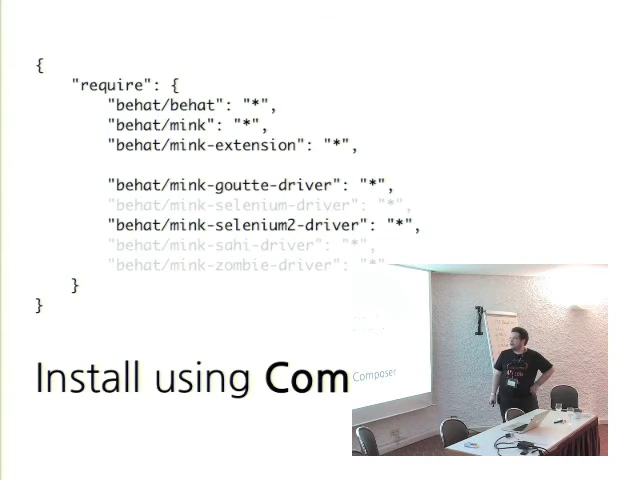 {
"require": {
"behat/behat": "*",
"behat/mink": "*",
"behat/mink-extension": "*",
"behat/mink-goutte-driver": "*",
"behat/mink-selenium-driver": "*",
"behat/mink-selenium2-driver": "*",
"behat/mink-sahi-driver": "*",
"behat/mink-zombie-driver": "*"
}
}
Install using Com
Composer